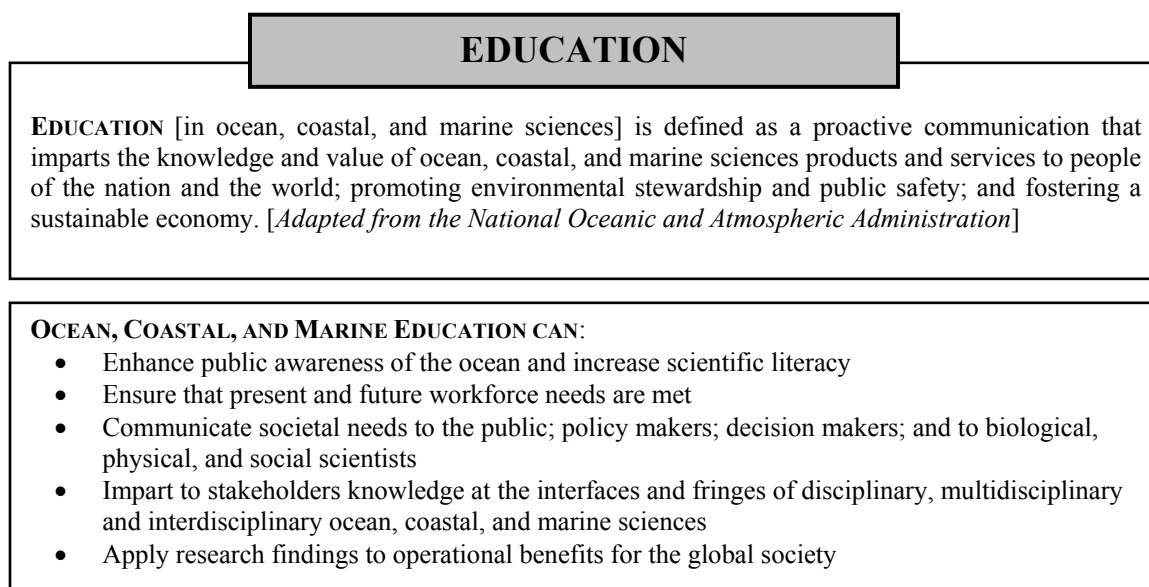 EDUCATION
EDUCATION [in ocean, coastal, and marine sciences] is defined as a proactive communication that
imparts the knowledge and value of ocean, coastal, and marine sciences products and services to people
of the nation and the world; promoting environmental stewardship and public safety; and fostering a
sustainable economy. [Adapted from the National Oceanic and Atmospheric Administration]
OCEAN, COASTAL, AND MARINE EDUCATION CAN:
• Enhance public awareness of the ocean and increase scientific literacy
• Ensure that present and future workforce needs are met
• Communicate societal needs to the public; policy makers; decision makers; and to biological,
physical, and social scientists
• Impart to stakeholders knowledge at the interfaces and fringes of disciplinary, multidisciplinary
and interdisciplinary ocean, coastal, and marine sciences
• Apply research findings to operational benefits for the global society